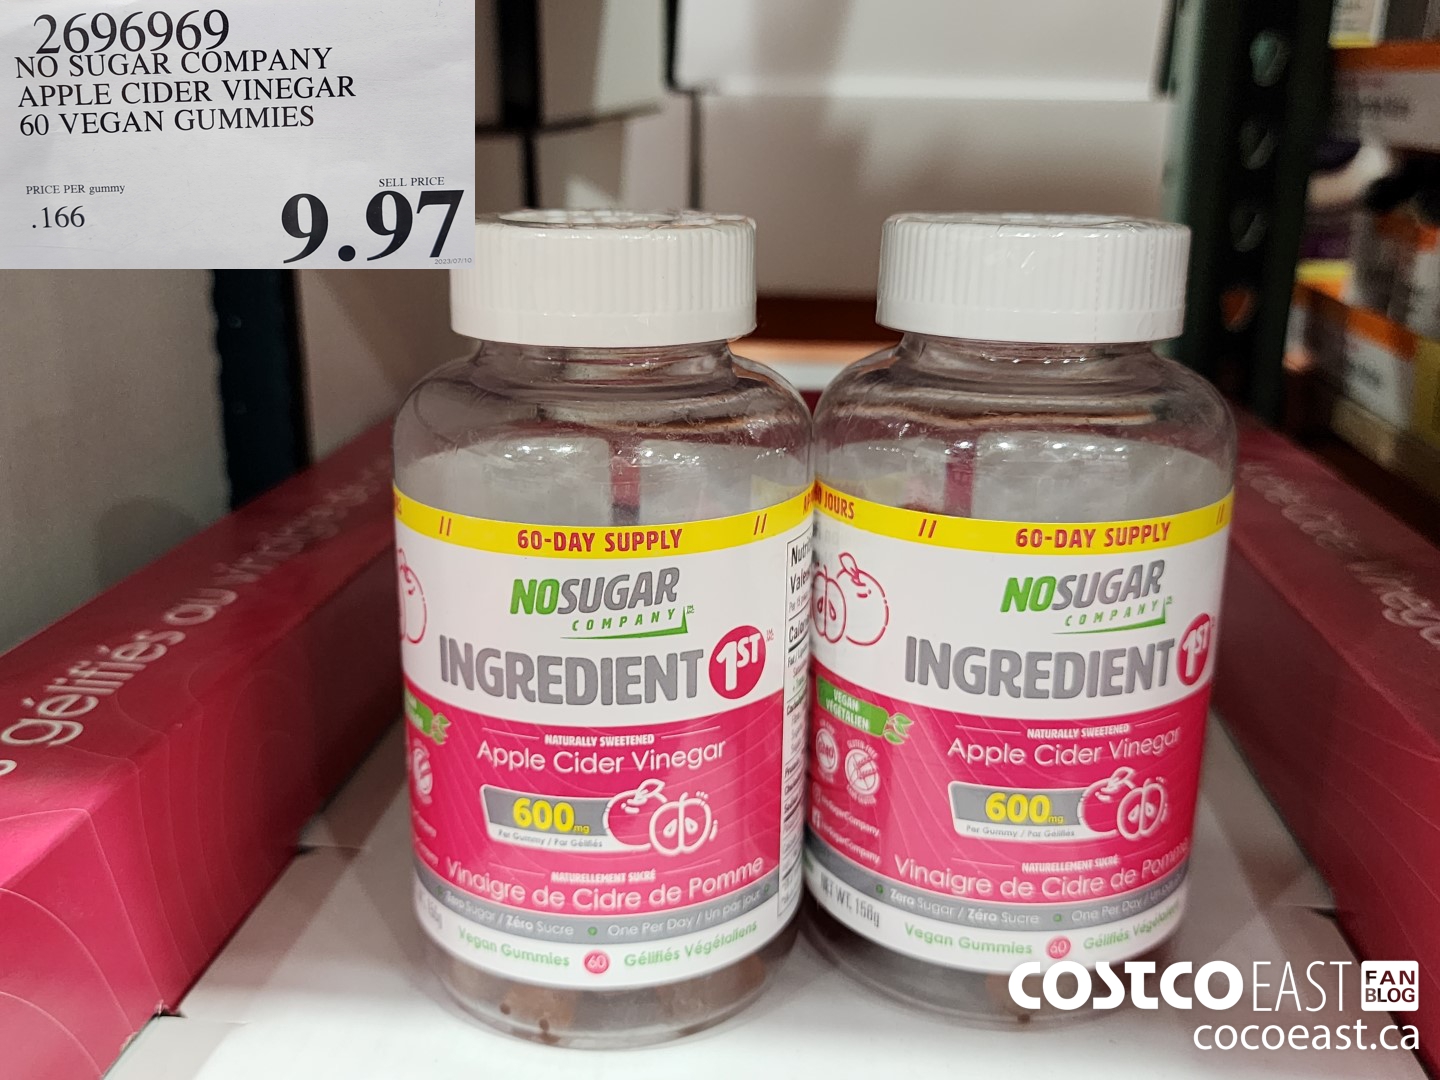 2696969
NO SUGAR COMPANY
APPLE CIDER VINEGAR
60 VEGAN GUMMIES
PRICE PER gummy
.166
SELL PRICE
9.97
2023/07/10
gélifiés au
60-DAY SUPPLY
NOSUGAR
COMPANY
INGREDIENT 1ST
NATURALLY SWEETENED
Apple Cider Vinegar
600mg
Per Gummy / Par Gélifiés
NATURELLEMENT SUCRÉ
Vinaigre de Cidre de Pomme
Zero Sugar / Zéro Sucre One Per Day / Un par jour
Vegan Gummies 60 Gélifiés Végétaliens
JOURS
60-DAY SUPPLY
NOSUGAR
COMPANY
INGREDIENT 1ST
VEGAN
VÉGÉTALIEN
NATURALLY SWEETENED
Apple Cider Vinegar
600mg
Per Gummy / Par Gélifiés
NATURELLEMENT SUCRÉ
Vinaigre de Cidre de
NET WT. 156g
Zero Sugar / Zéro Sucre One Per Day /
Vegan Gummies 60 Gélifiés
COSTCO EAST FAN BLOG
cocoeast.ca